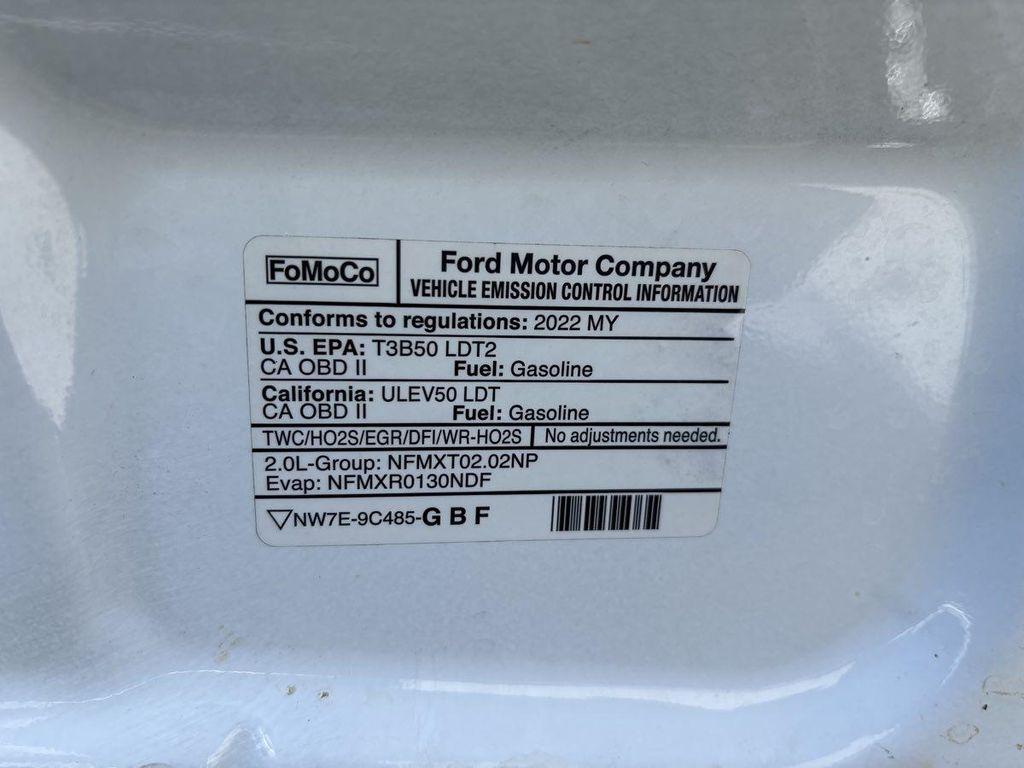 FoMoCo
Ford Motor Company
VEHICLE EMISSION CONTROL INFORMATION
Conforms to regulations: 2022 MY
U.S. EPA: T3B50 LDT2
CA OBD II Fuel: Gasoline
California: ULEV50 LDT
CA OBD II Fuel: Gasoline
TWC/HO2S/EGR/DFI/WR-HO2S No adjustments needed.
2.0L-Group: NFMXT02.02NP
Evap: NFMXR0130NDF
NW7E-9C485-G B F